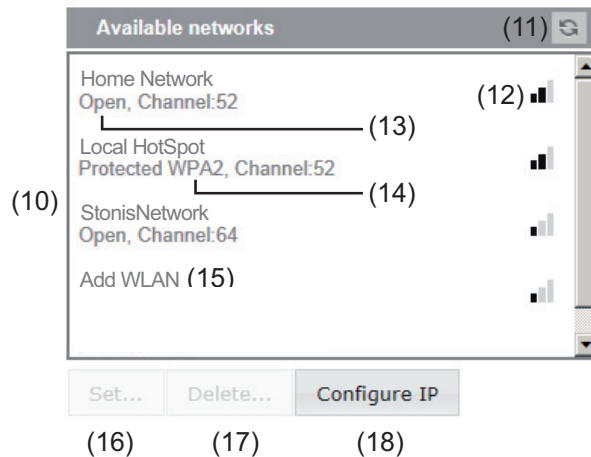 Available networks (11)
Home Network
Open, Channel:52 (12)
(13)
Local HotSpot
Protected WPA2, Channel:52
(14)
(10)
StonisNetwork
Open, Channel:64
Add WLAN (15)
Set... Delete... Configure IP
(16) (17) (18)